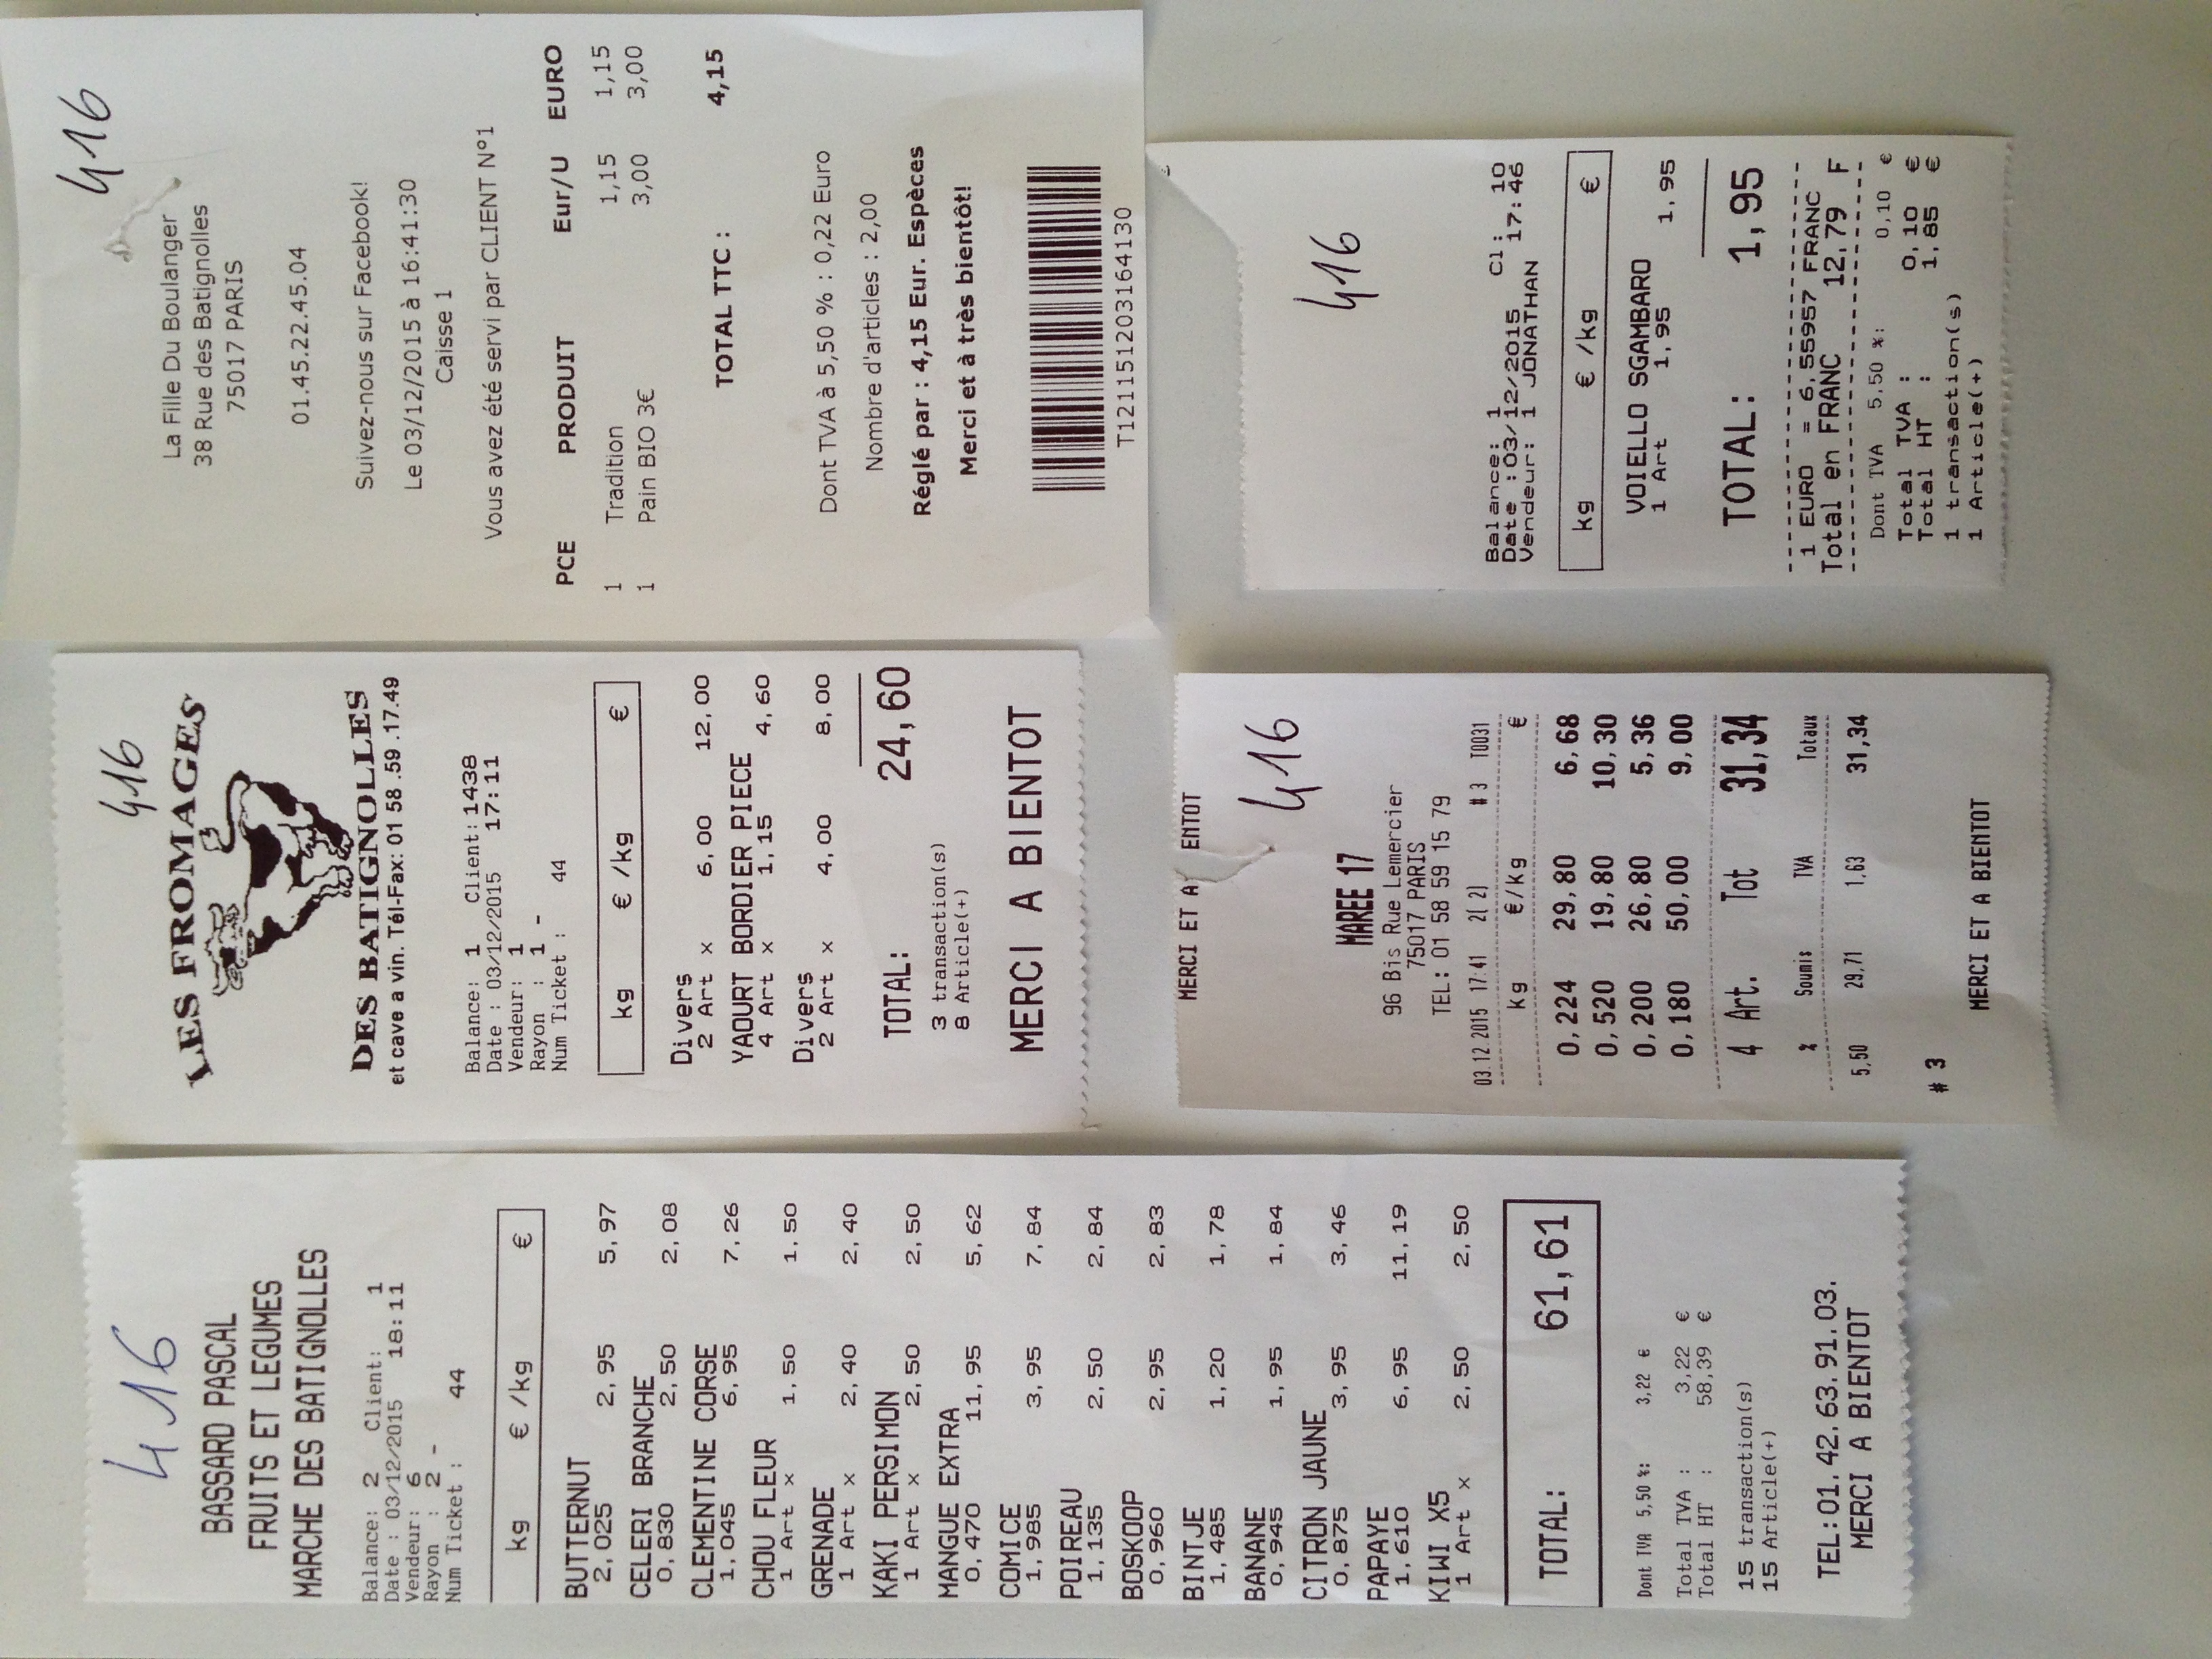 416
BASSARD PASCAL
FRUITS ET LEGUMES
MARCHE DES BATIGNOLLES
Balance: 2 Client: 1
Date : 03/12/2015 18:11
Vendeur: 6
Rayon : 2 -
Num Ticket : 44
kg € /kg €
BUTTERNUT
2,025 2,95 5,97
CELERI BRANCHE
0,830 2,50 2,08
CLEMENTINE CORSE
1,045 6,95 7,26
CHOU FLEUR
1 Art x 1,50 1,50
GRENADE
1 Art x 2,40 2,40
KAKI PERSIMON
1 Art x 2,50 2,50
MANGUE EXTRA
0,470 11,95 5,62
COMICE
1,985 3,95 7,84
POIREAU
1,135 2,50 2,84
BOSKOOP
0,960 2,95 2,83
BINTJE
1,485 1,20 1,78
BANANE
0,945 1,95 1,84
CITRON JAUNE
0,875 3,95 3,46
PAPAYE
1,610 6,95 11,19
KIWI X5
1 Art x 2,50 2,50
TOTAL: 61,61
Dont TVA 5,50 %: 3,22 €
Total TVA : 3,22 €
Total HT : 58,39 €
15 transaction(s)
15 Article(+)
TEL:01.42.63.91.03.
MERCI A BIENTOT
416
LES FROMAGES
DES BATIGNOLLES
et cave a vin. Tél-Fax: 01 58 .59 .17.49
Balance: 1 Client:1438
Date : 03/12/2015 17:11
Vendeur: 1
Rayon : 1 -
Num Ticket : 44
kg € /kg €
Divers
2 Art x 6,00 12,00
YAOURT BORDIER PIECE
4 Art x 1,15 4,60
Divers
2 Art x 4,00 8,00
TOTAL: 24,60
3 transaction(s)
8 Article(+)
MERCI A BIENTOT
416
La Fille Du Boulanger
38 Rue des Batignolles
75017 PARIS
01.45.22.45.04
Suivez-nous sur Facebook!
Le 03/12/2015 à 16:41:30
Caisse 1
Vous avez été servi par CLIENT N°1
PCE PRODUIT Eur/U EURO
1 Tradition 1,15 1,15
1 Pain BIO 3€ 3,00 3,00
TOTAL TTC : 4,15
Dont TVA à 5,50 % : 0,22 Euro
Nombre d'articles : 2,00
Réglé par : 4,15 Eur. Espèces
Merci et à très bientôt!
T121151203164130
MERCI ET A ENTOT
416
MAREE 17
96 Bis Rue Lemercier
75017 PARIS
TEL: 01 58 59 15 79
03.12.2015 17:41 2( 2) # 3 T0031
kg €/kg €
0,224 29,80 6,68
0,520 19,80 10,30
0,200 26,80 5,36
0,180 50,00 9,00
4 Art. Tot 31,34
% Soumis TVA Totaux
5,50 29,71 1,63 31,34
# 3
MERCI ET A BIENTOT
416
Balance: 1 Cl: 10
Date :03/12/2015 17:46
Vendeur: 1 JONATHAN
kg € /kg €
VOIELLO SGAMBARO
1 Art 1,95 1,95
TOTAL: 1,95
1 EURO = 6,55957 FRANC
Total en FRANC 12,79 F
Dont TVA 5,50 %: 0,10 €
Total TVA : 0,10 €
Total HT : 1,85 €
1 transaction(s)
1 Article(+)